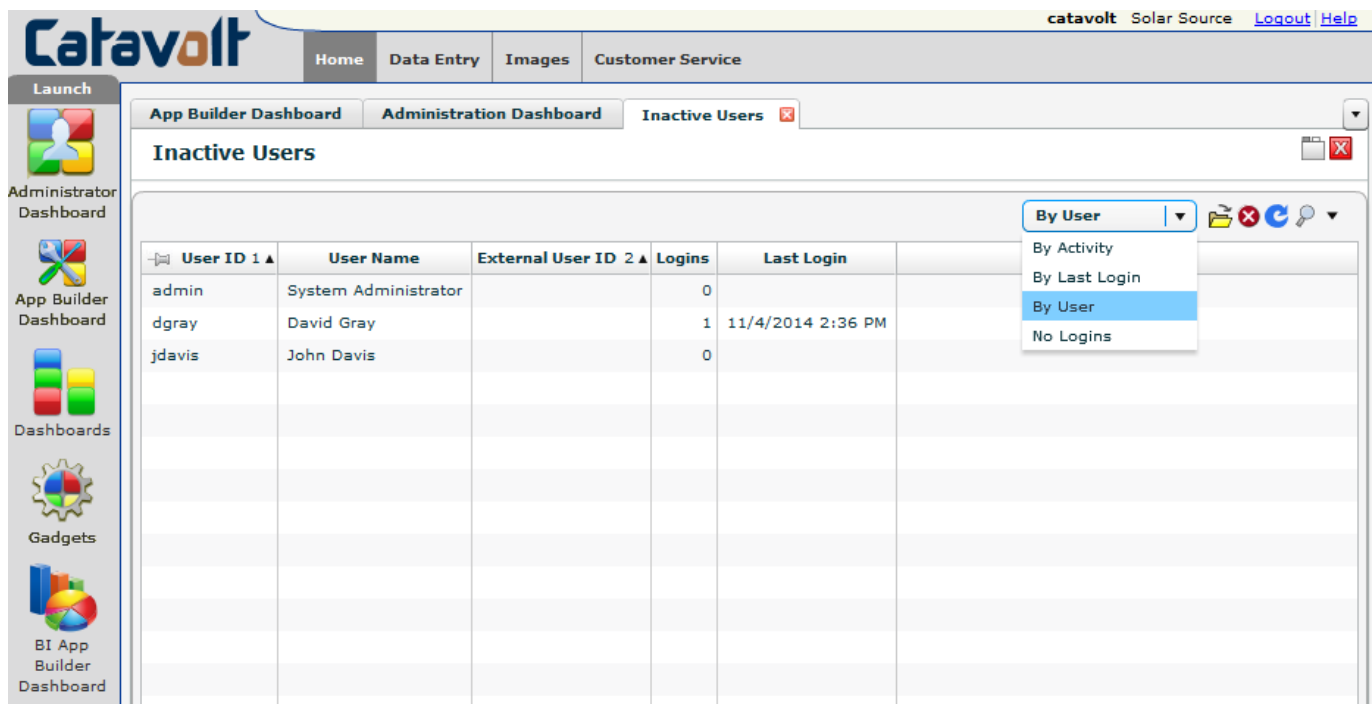 catavolt Solar Source Logout Help
Catavolt
Home Data Entry Images Customer Service
Launch
Administrator
Dashboard
App Builder
Dashboard
Dashboards
Gadgets
BI App
Builder
Dashboard
App Builder Dashboard Administration Dashboard Inactive Users
Inactive Users
By User
By Activity
By Last Login
By User
No Logins
User ID 1 User Name External User ID 2 Logins Last Login
admin System Administrator 0
dgray David Gray 1 11/4/2014 2:36 PM
jdavis John Davis 0